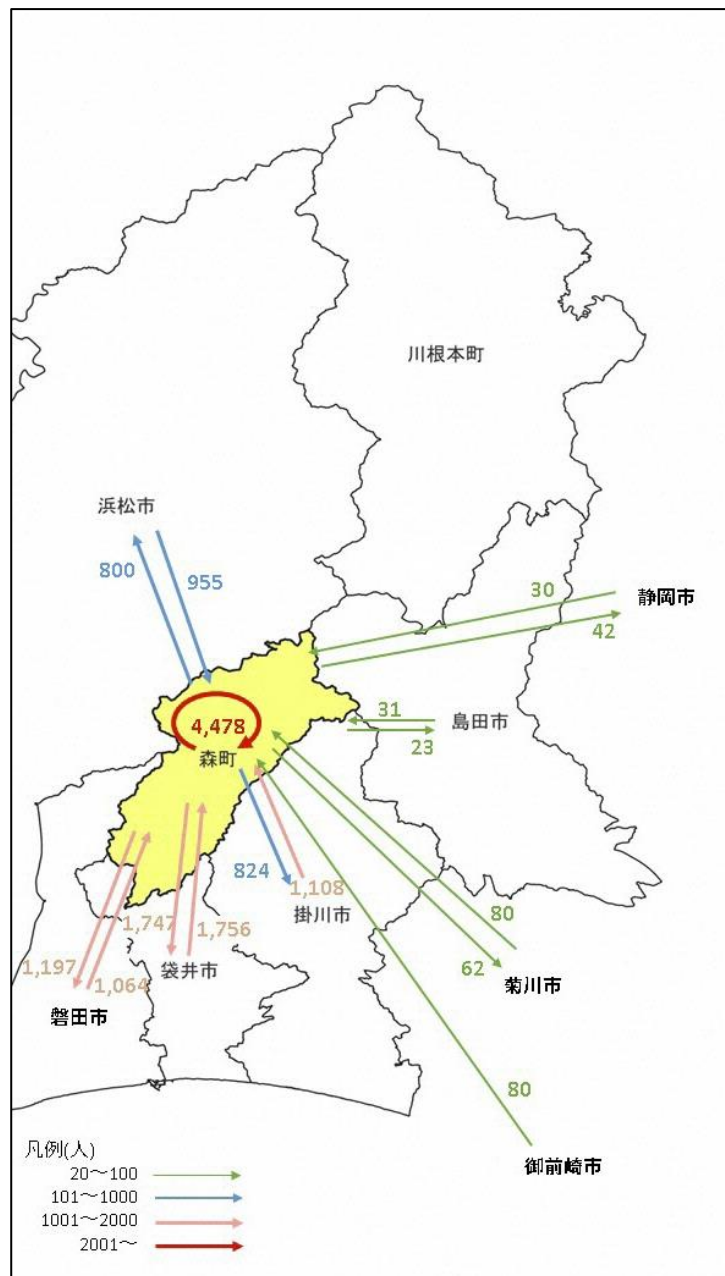 川根本町
浜松市
800
955
30
静岡市
42
4,478
31
島田市
23
森町
824
1,108
掛川市
80
1,747
1,756
62
菊川市
1,197
1,064
袋井市
磐田市
80
御前崎市
凡例(人)
20～100
101～1000
1001～2000
2001～